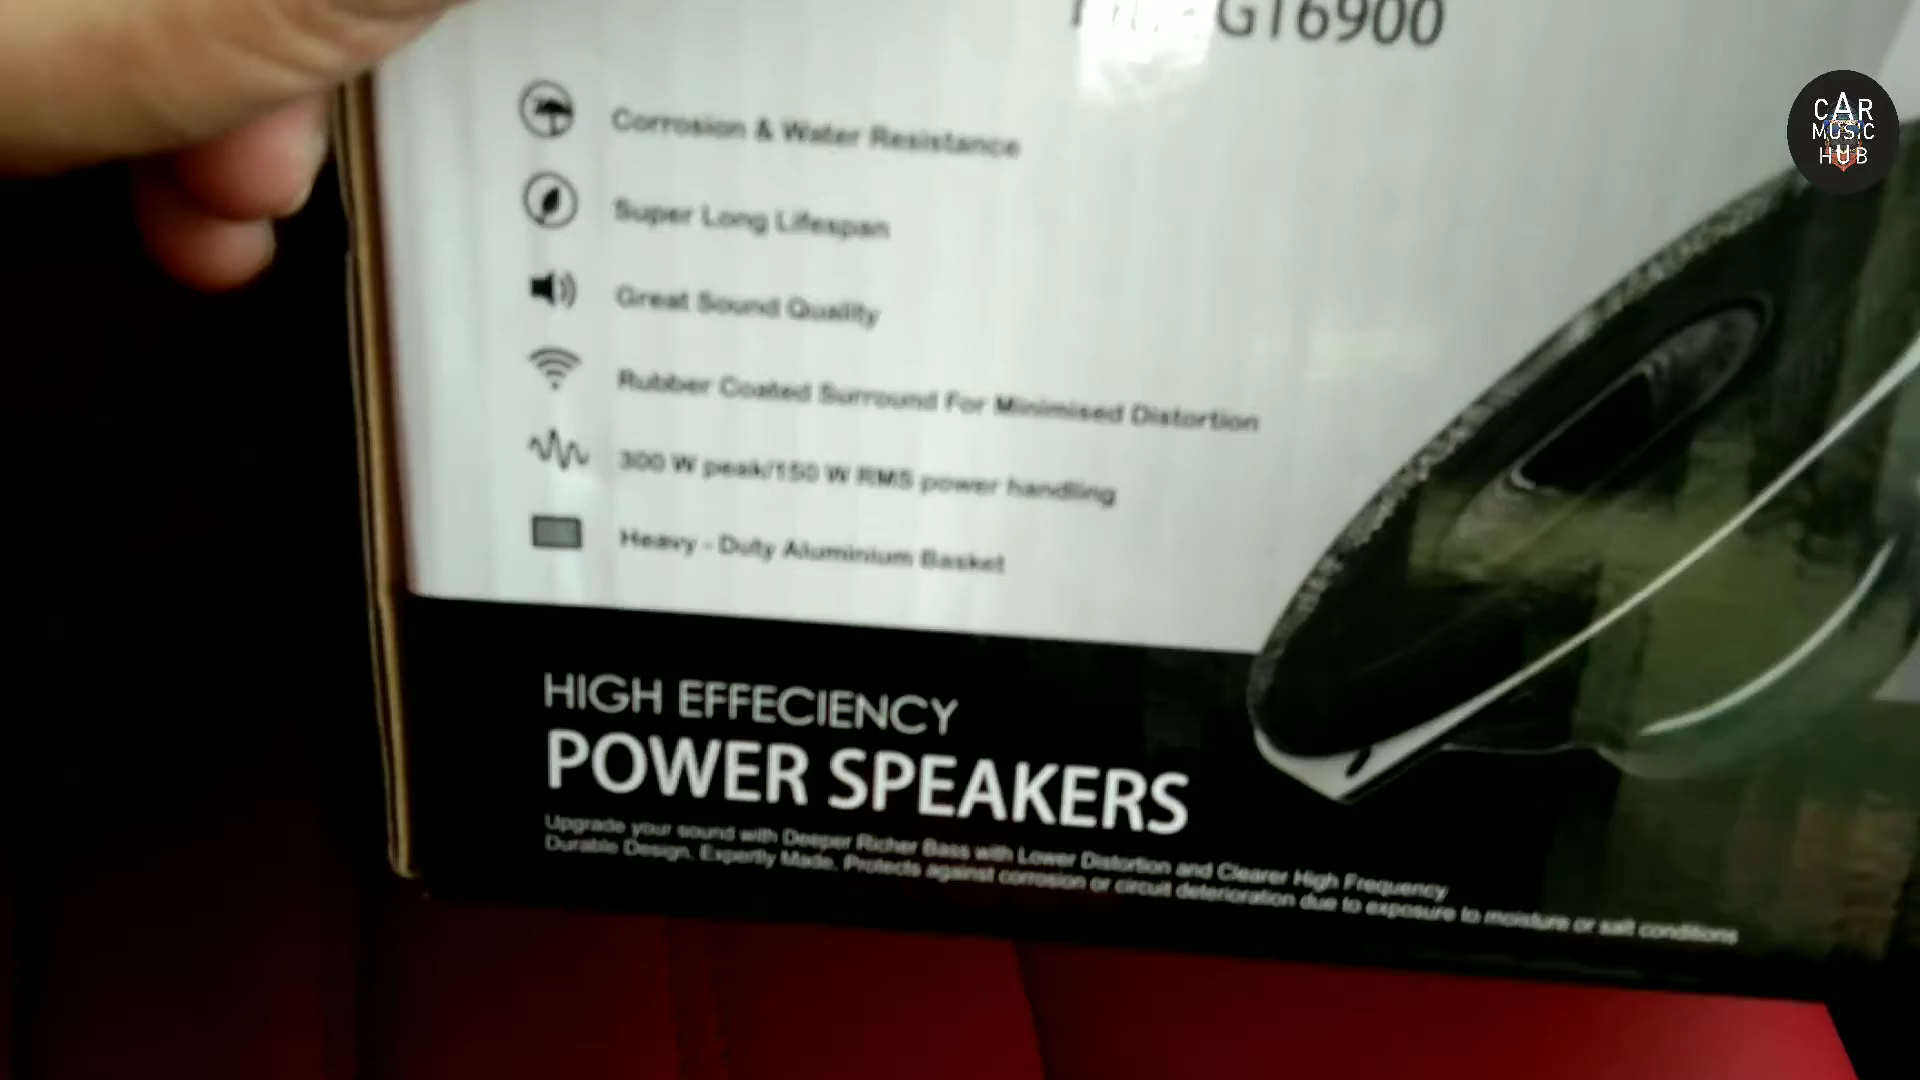 GT6900
CAR
MUSIC
HUB
Corrosion & Water Resistance
Super Long Lifespan
Great Sound Quality
Rubber Coated Surround For Minimised Distortion
300 W peak/150 W RMS power handling
Heavy - Duty Aluminium Basket
HIGH EFFECIENCY
POWER SPEAKERS
Upgrade your sound with Deeper Richer Bass with Lower Distortion and Clearer High Frequency
Durable Design, Expertly Made, Protects against corrosion or circuit deterioration due to exposure to moisture or salt conditions